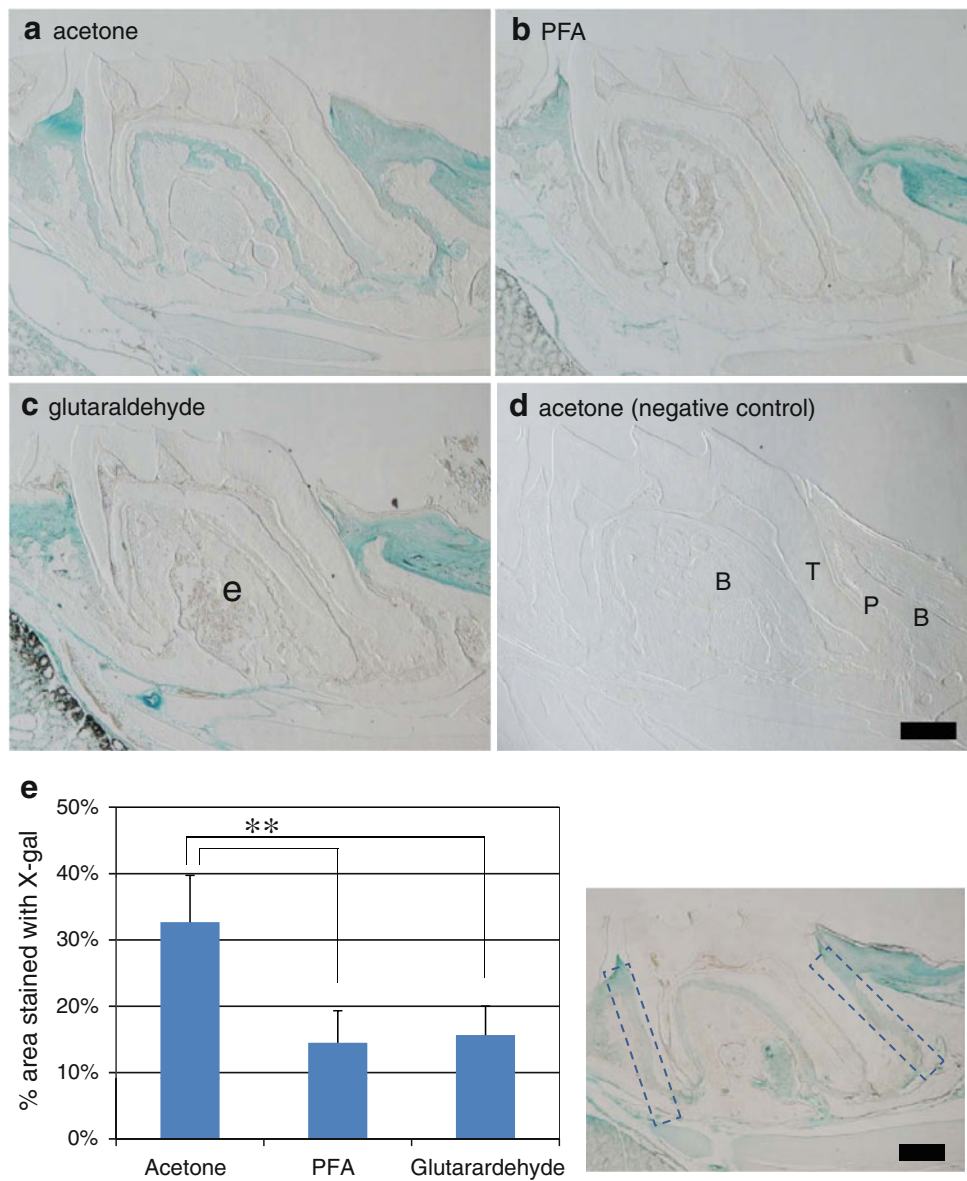 a acetone
b PFA
c glutaraldehyde
e
d acetone (negative control)
B
T
P
B
e
% area stained with X-gal
50%
40%
30%
20%
10%
0%
**
Acetone
PFA
Glutarardehyde